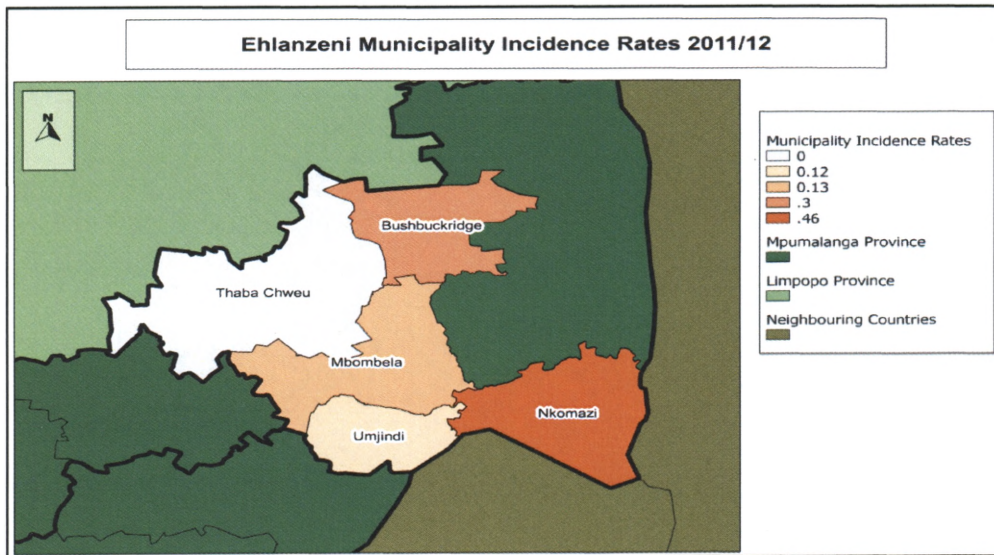 Ehlanzeni Municipality Incidence Rates 2011/12
N
Bushbuckridge
Thaba Chweu
Mbombela
Umjindi
Nkomazi
Municipality Incidence Rates
0
0.12
0.13
.3
.46
Mpumalanga Province
Limpopo Province
Neighbouring Countries